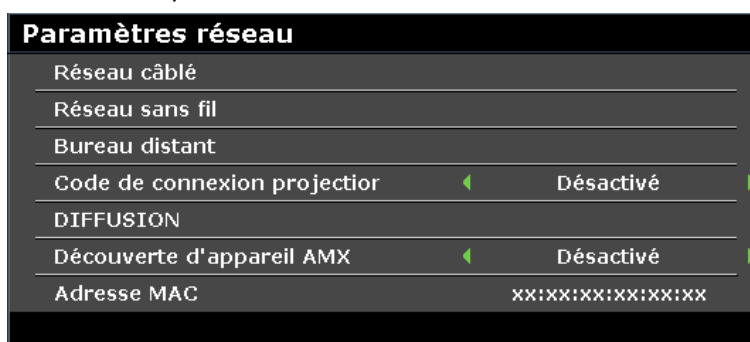 Paramètres réseau
Réseau câblé
Réseau sans fil
Bureau distant
Code de connexion projectior Désactivé
DIFFUSION
Découverte d'appareil AMX Désactivé
Adresse MAC xx:xx:xx:xx:xx:xx